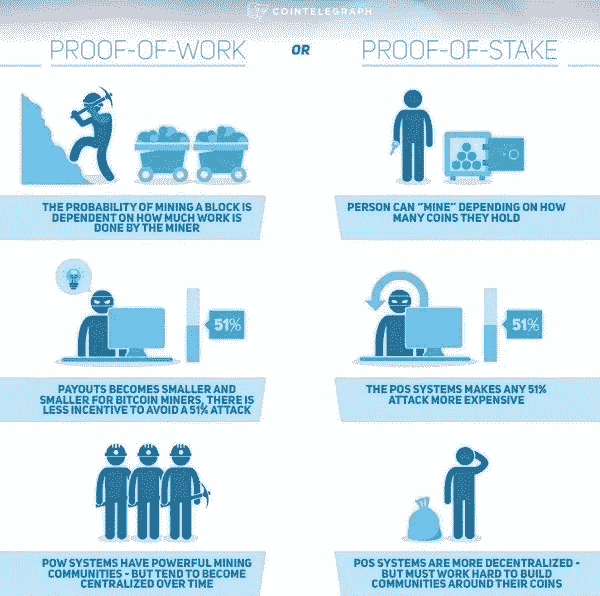 COINTELEGRAPH
PROOF-OF-WORK
OR
PROOF-OF-STAKE
THE PROBABILITY OF MINING A BLOCK IS
DEPENDENT ON HOW MUCH WORK IS
DONE BY THE MINER
PERSON CAN "MINE" DEPENDING ON HOW
MANY COINS THEY HOLD
51%
51%
PAYOUTS BECOMES SMALLER AND
SMALLER FOR BITCOIN MINERS, THERE IS
LESS INCENTIVE TO AVOID A 51% ATTACK
THE POS SYSTEMS MAKES ANY 51%
ATTACK MORE EXPENSIVE
POW SYSTEMS HAVE POWERFUL MINING
COMMUNITIES - BUT TEND TO BECOME
CENTRALIZED OVER TIME
POS SYSTEMS ARE MORE DECENTRALIZED -
BUT MUST WORK HARD TO BUILD
COMMUNITIES AROUND THEIR COINS